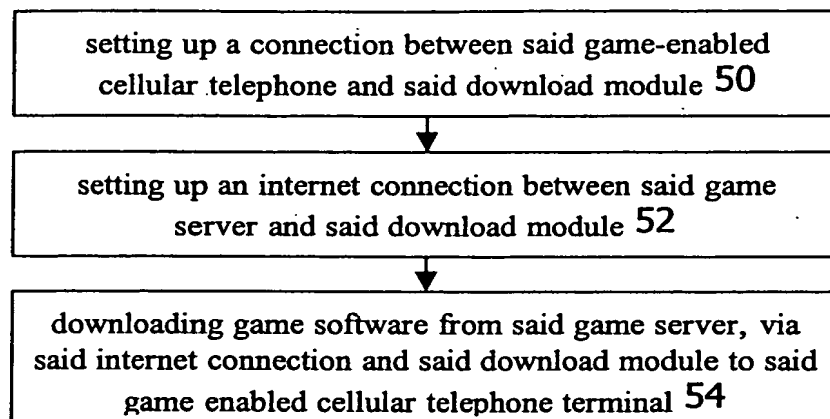 setting up a connection between said game-enabled
cellular telephone and said download module 50
setting up an internet connection between said game
server and said download module 52
downloading game software from said game server, via
said internet connection and said download module to said
game enabled cellular telephone terminal 54